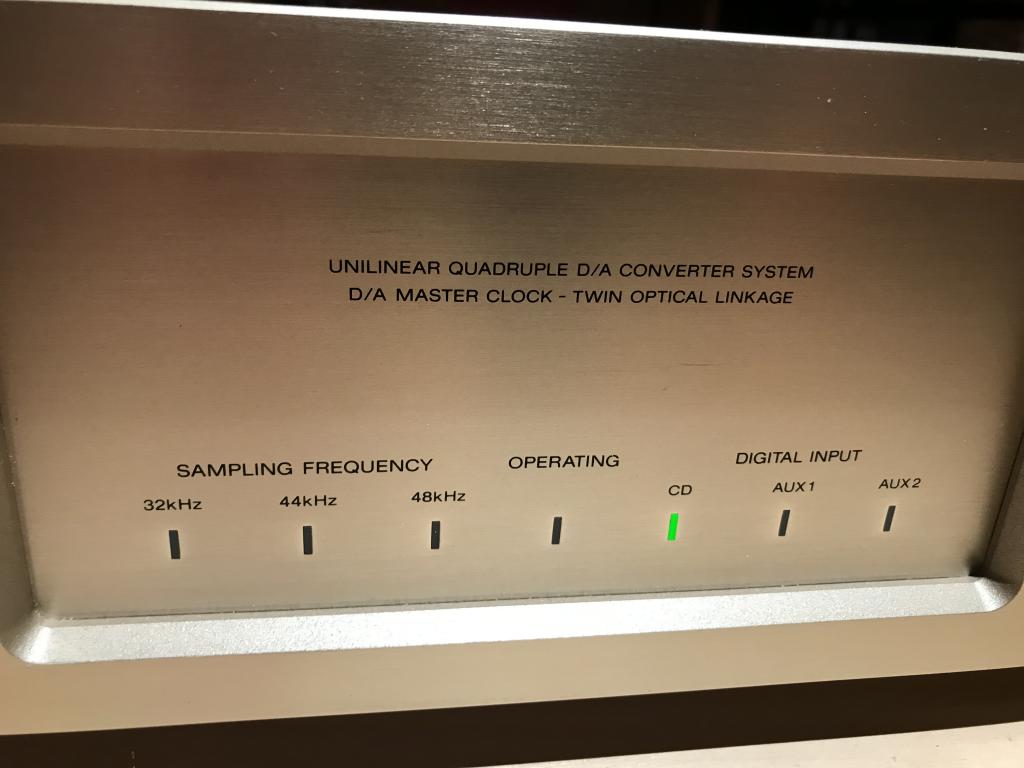 UNILINEAR QUADRUPLE D/A CONVERTER SYSTEM
D/A MASTER CLOCK - TWIN OPTICAL LINKAGE
SAMPLING FREQUENCY
OPERATING
DIGITAL INPUT
32kHz
44kHz
48kHz
CD
AUX1
AUX2